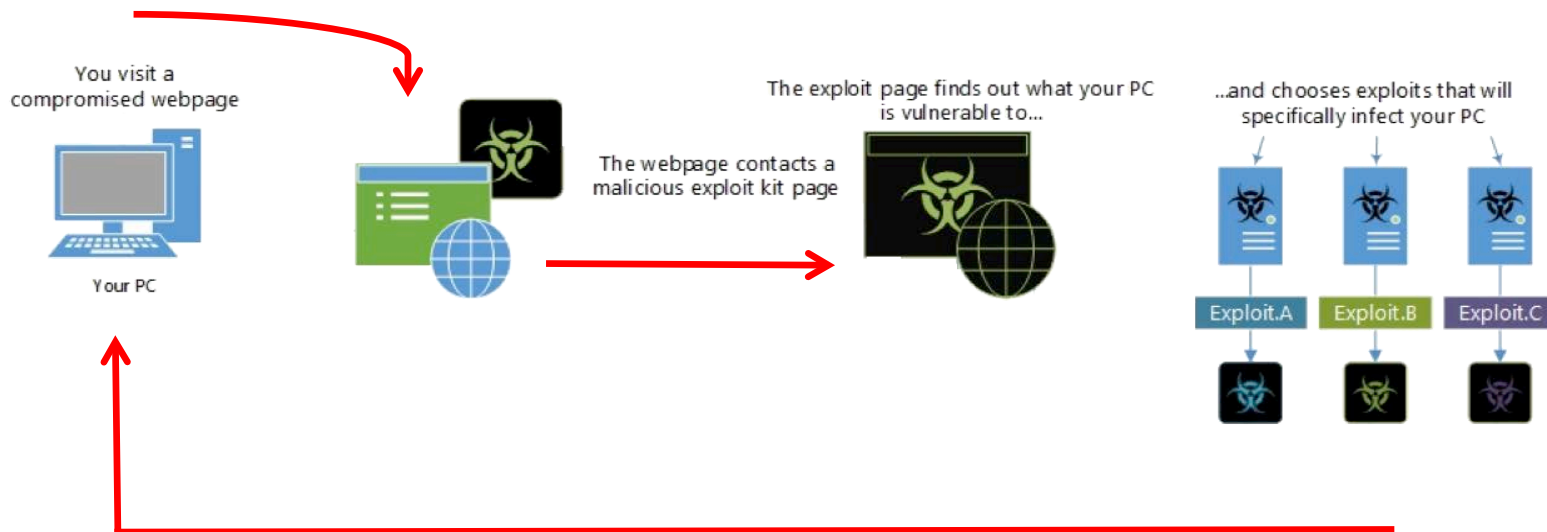 You visit a
compromised webpage
Your PC
The webpage contacts a
malicious exploit kit page
The exploit page finds out what your PC
is vulnerable to...
...and chooses exploits that will
specifically infect your PC
Exploit.A
Exploit.B
Exploit.C